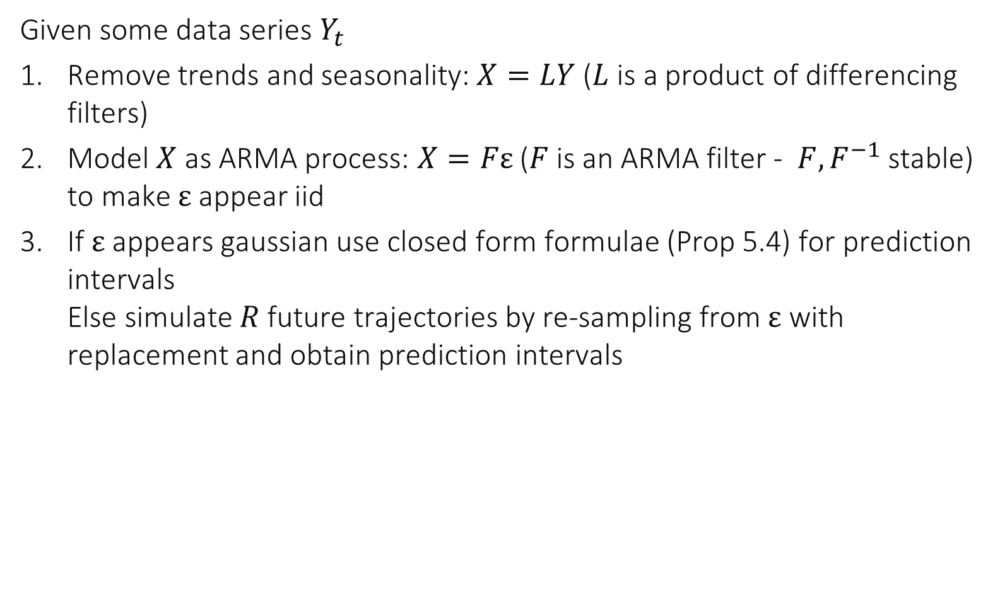 Given some data series Yₜ
1. Remove trends and seasonality: X = LY (L is a product of differencing
filters)
2. Model X as ARMA process: X = Fε (F is an ARMA filter - F, F⁻¹ stable)
to make ε appear iid
3. If ε appears gaussian use closed form formulae (Prop 5.4) for prediction
intervals
Else simulate R future trajectories by re-sampling from ε with
replacement and obtain prediction intervals